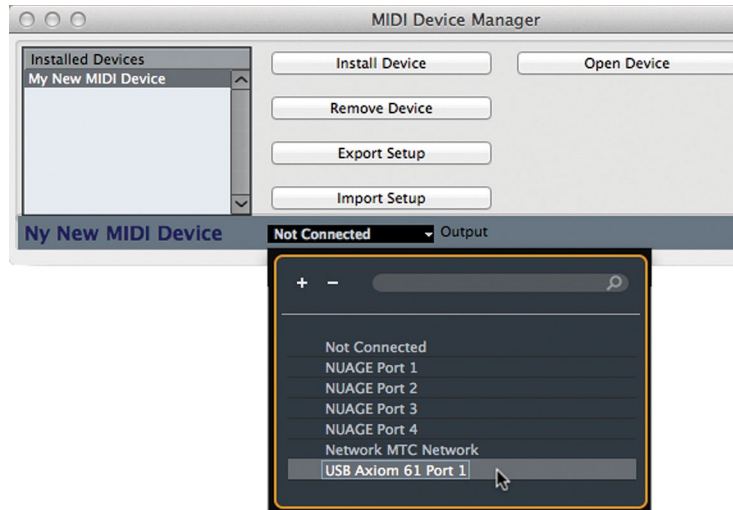 MIDI Device Manager
Installed Devices
My New MIDI Device
Install Device
Open Device
Remove Device
Export Setup
Import Setup
Ny New MIDI Device
Not Connected
Output
+ −
Not Connected
NUAGE Port 1
NUAGE Port 2
NUAGE Port 3
NUAGE Port 4
Network MTC Network
USB Axiom 61 Port 1